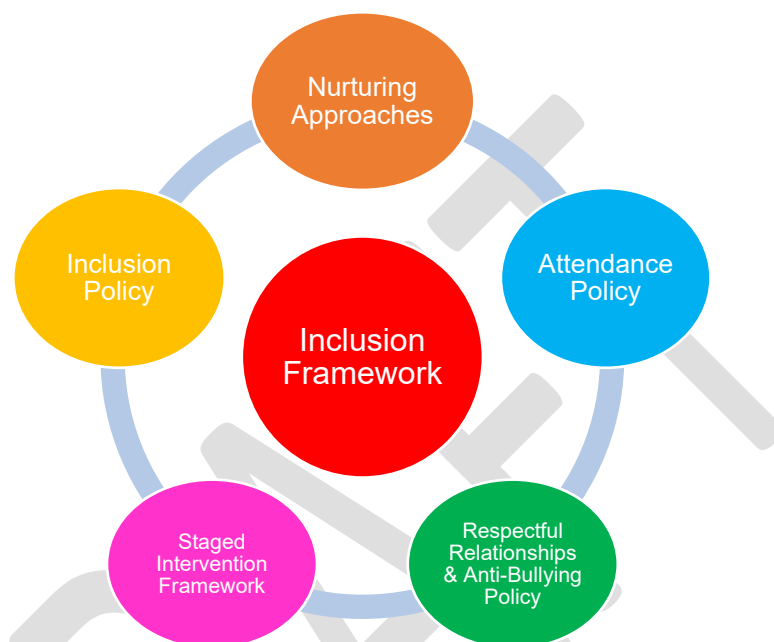 Nurturing
Approaches
Inclusion
Policy
Attendance
Policy
Inclusion
Framework
Staged
Intervention
Framework
Respectful
Relationships
& Anti-Bullying
Policy